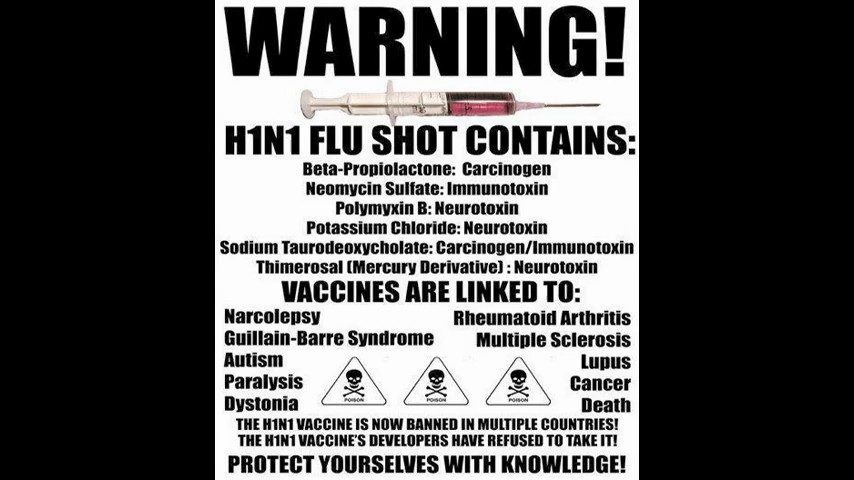 WARNING!
H1N1 FLU SHOT CONTAINS:
Beta-Propiolactone: Carcinogen
Neomycin Sulfate: Immunotoxin
Polymyxin B: Neurotoxin
Potassium Chloride: Neurotoxin
Sodium Taurodeoxycholate: Carcinogen/Immunotoxin
Thimerosal (Mercury Derivative) : Neurotoxin
VACCINES ARE LINKED TO:
Narcolepsy
Guillain-Barre Syndrome
Autism
Paralysis
Dystonia
Rheumatoid Arthritis
Multiple Sclerosis
Lupus
Cancer
Death
POISON
POISON
POISON
THE H1N1 VACCINE IS NOW BANNED IN MULTIPLE COUNTRIES!
THE H1N1 VACCINE'S DEVELOPERS HAVE REFUSED TO TAKE IT!
PROTECT YOURSELVES WITH KNOWLEDGE!